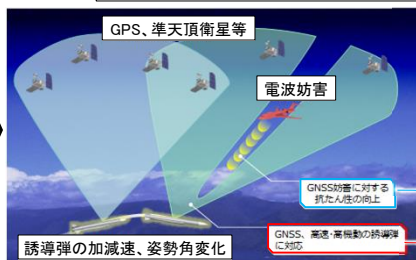 GPS、準天頂衛星等
電波妨害
GNSS妨害に対する
抗たん性の向上
GNSS、高速・高機動の誘導弾
に対応
誘導弾の加減速、姿勢角変化